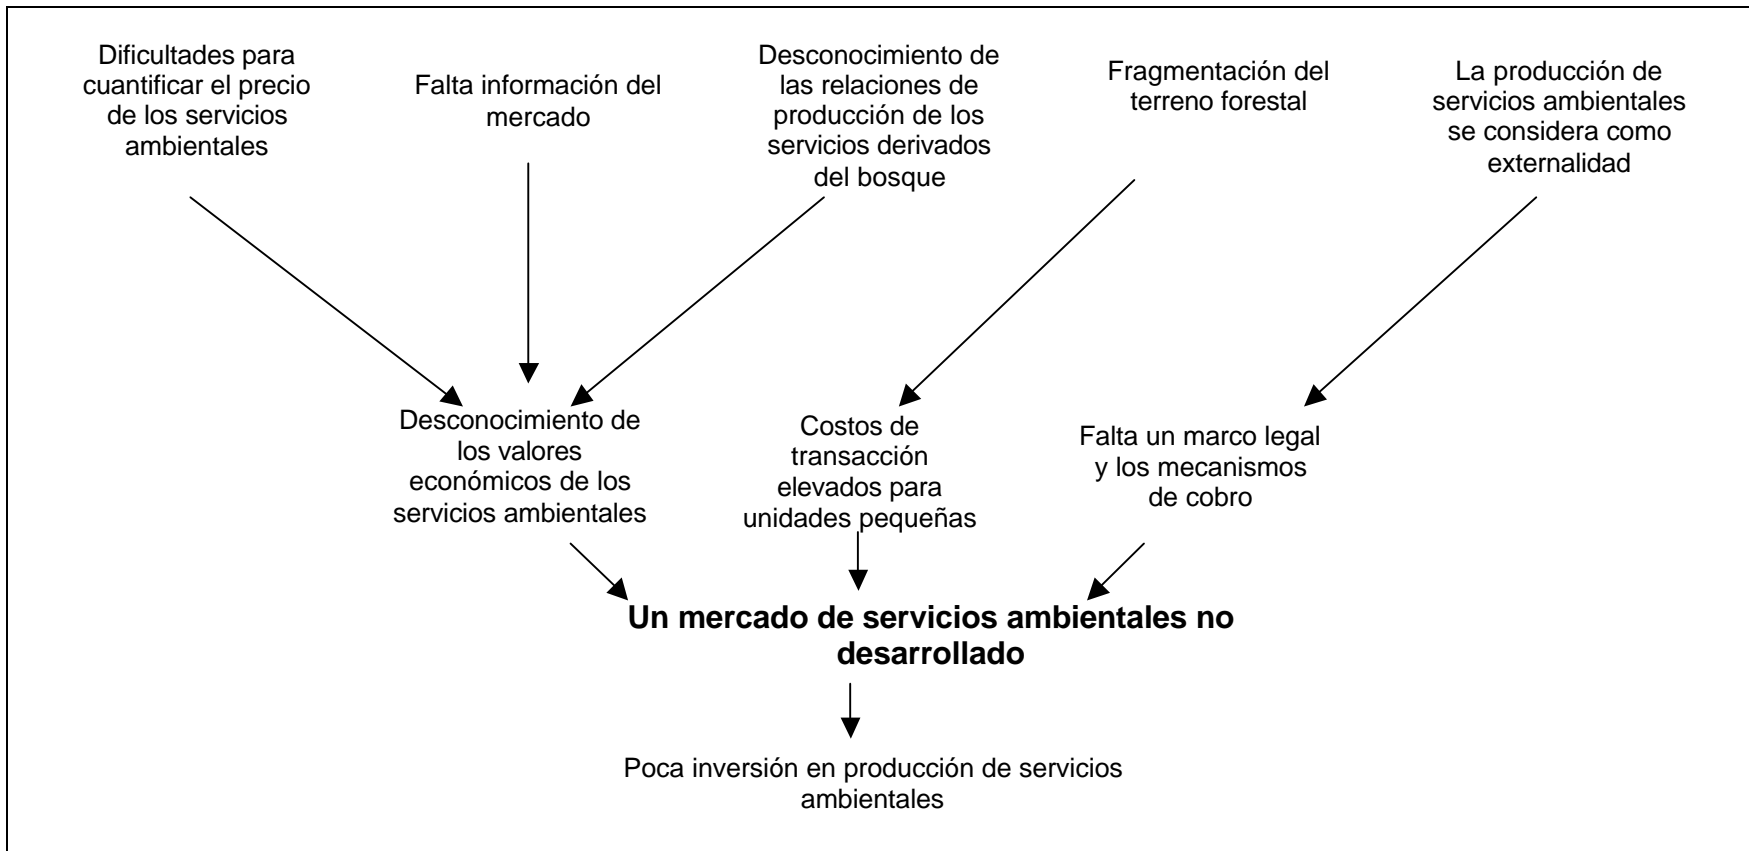 Dificultades para
cuantificar el precio
de los servicios
ambientales
Falta información del
mercado
Desconocimiento de
las relaciones de
producción de los
servicios derivados
del bosque
Fragmentación del
terreno forestal
La producción de
servicios ambientales
se considera como
externalidad
Desconocimiento de
los valores
económicos de los
servicios ambientales
Costos de
transacción
elevados para
unidades pequeñas
Falta un marco legal
y los mecanismos
de cobro
Un mercado de servicios ambientales no
desarrollado
Poca inversión en producción de servicios
ambientales